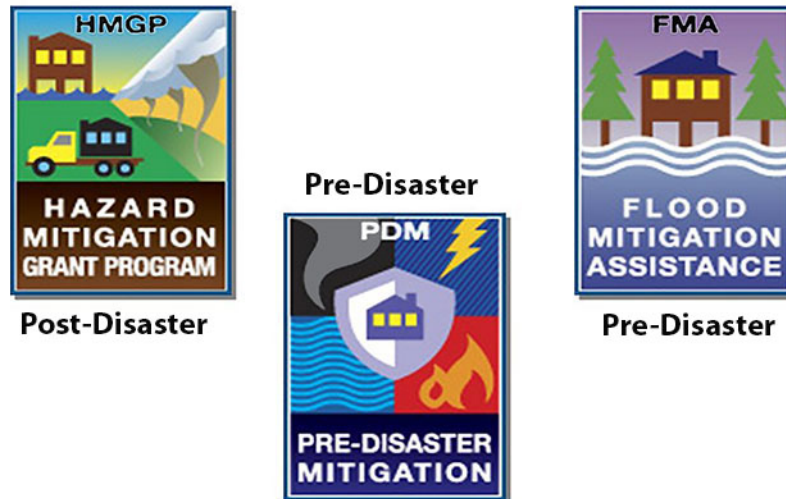 HMGP
HAZARD
MITIGATION
GRANT PROGRAM
Post-Disaster
Pre-Disaster
PDM
PRE-DISASTER
MITIGATION
FMA
FLOOD
MITIGATION
ASSISTANCE
Pre-Disaster